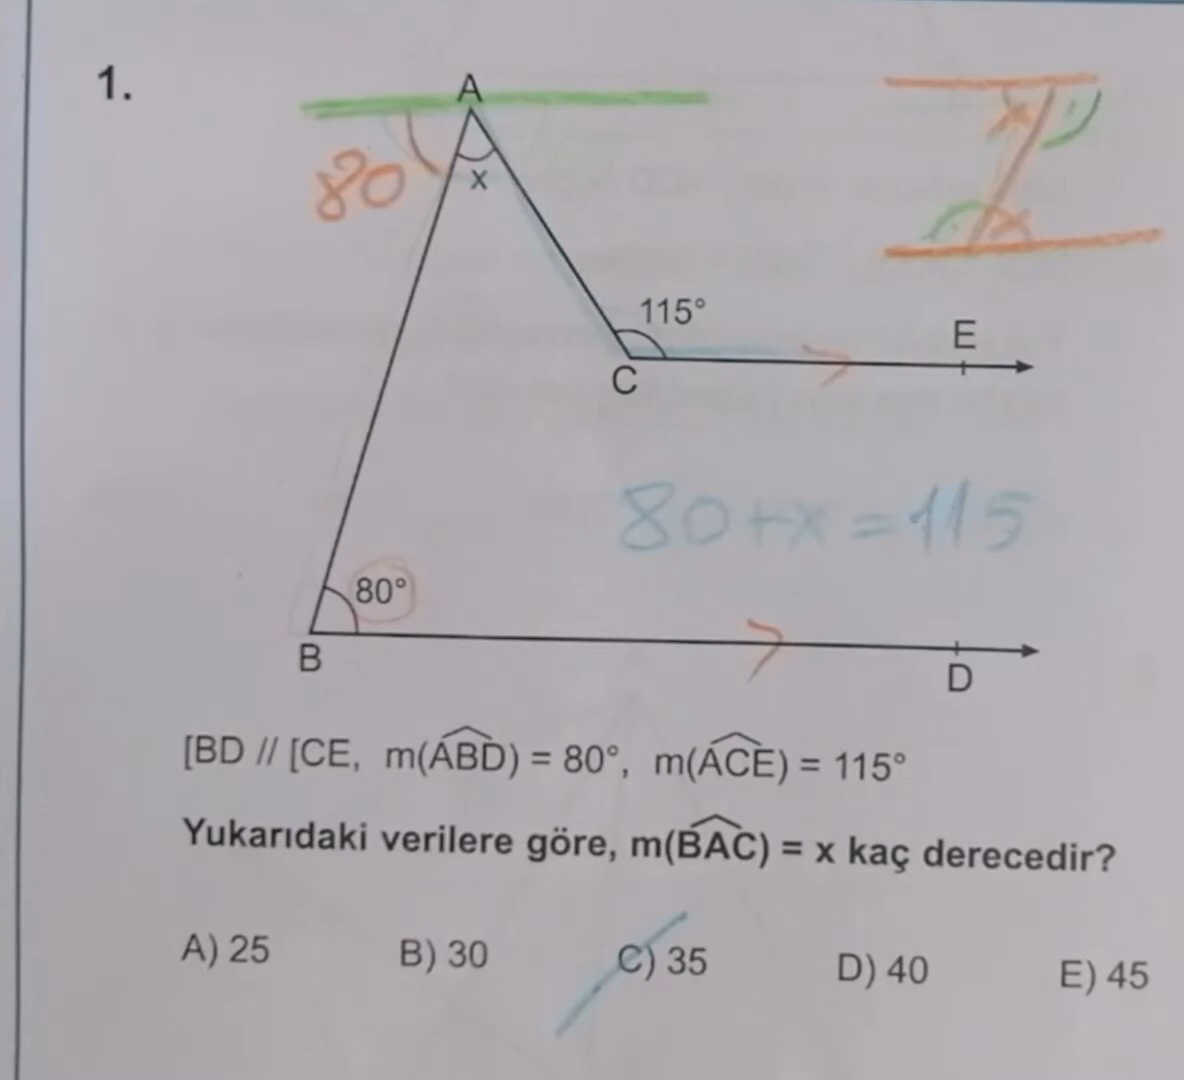 1.
A
80
x
x
x
115°
E
C
80+x=115
80°
B
D
[BD // [CE, m(ABD) = 80°, m(ACE) = 115°
Yukarıdaki verilere göre, m(BAC) = x kaç derecedir?
A) 25 B) 30 C) 35 D) 40 E) 45